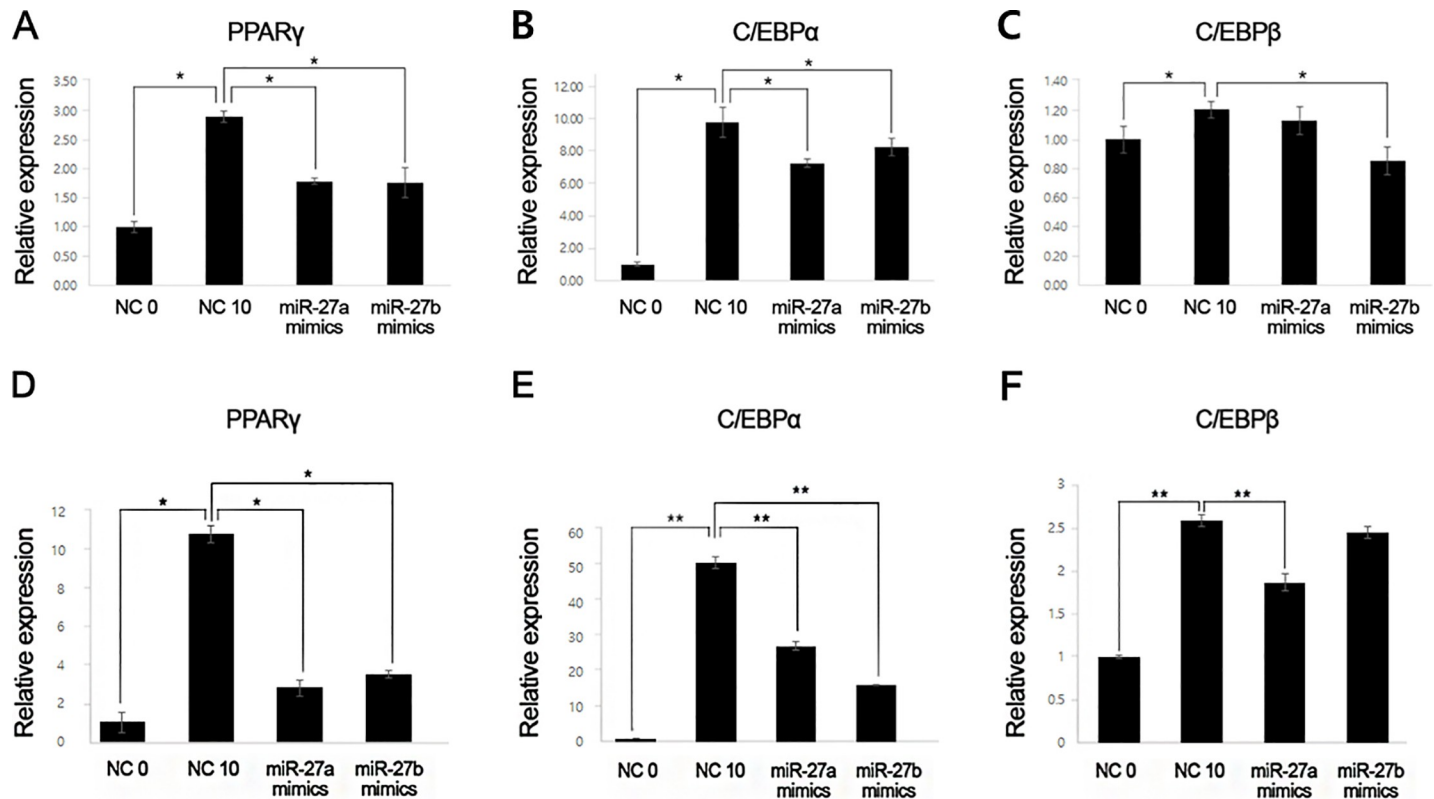 A
PPARγ
Relative expression
3.50
3.00
2.50
2.00
1.50
1.00
0.50
0.00
*
*
*
NC 0
NC 10
miR-27a
mimics
miR-27b
mimics
B
C/EBPα
Relative expression
12.00
10.00
8.00
6.00
4.00
2.00
0.00
*
*
*
NC 0
NC 10
miR-27a
mimics
miR-27b
mimics
C
C/EBPβ
Relative expression
1.40
1.20
1.00
0.80
0.60
0.40
0.20
0.00
*
*
NC 0
NC 10
miR-27a
mimics
miR-27b
mimics
D
PPARγ
Relative expression
12
10
8
6
4
2
0
*
*
*
NC 0
NC 10
miR-27a
mimics
miR-27b
mimics
E
C/EBPα
Relative expression
60
50
40
30
20
10
0
**
**
**
NC 0
NC 10
miR-27a
mimics
miR-27b
mimics
F
C/EBPβ
Relative expression
3
2.5
2
1.5
1
0.5
0
**
**
NC 0
NC 10
miR-27a
mimics
miR-27b
mimics